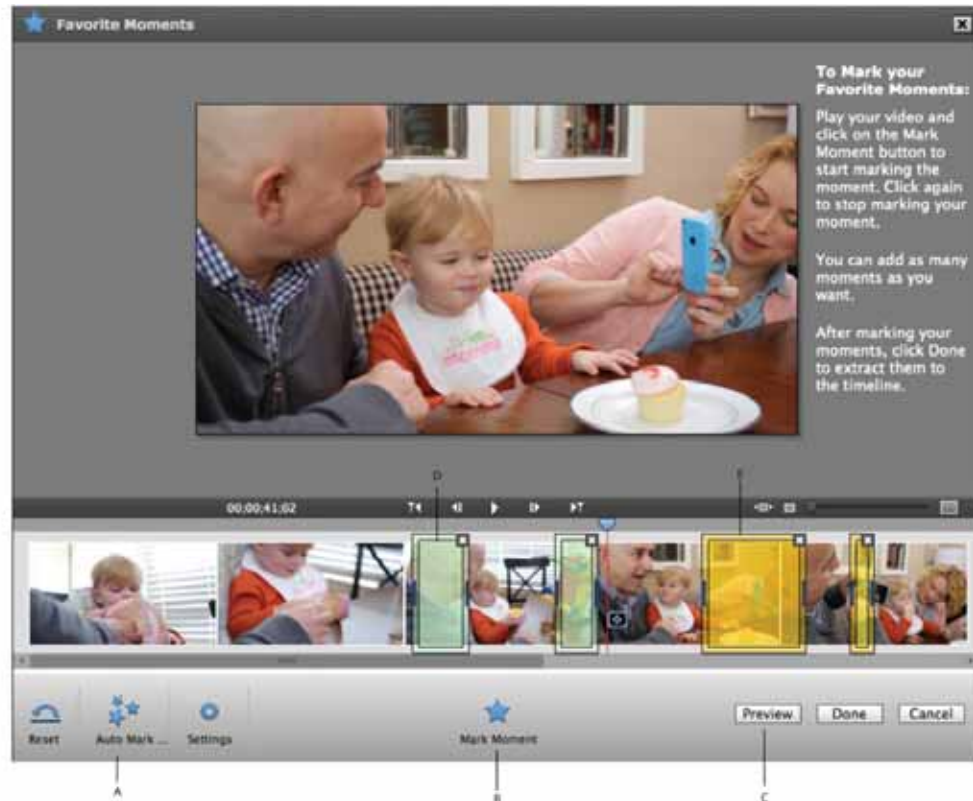 Favorite Moments
To Mark your
Favorite Moments:
Play your video and
click on the Mark
Moment button to
start marking the
moment. Click again
to stop marking your
moment.
You can add as many
moments as you
want.
After marking your
moments, click Done
to extract them to
the timeline.
D
E
00;00;41;02
Reset
Auto Mark ...
Settings
Mark Moment
Preview
Done
Cancel
A
B
C